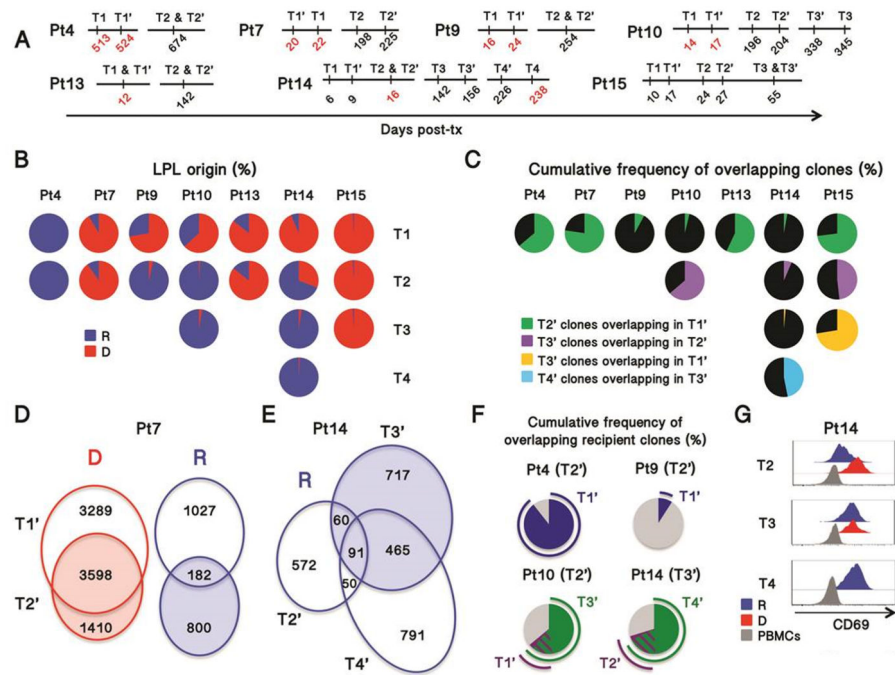 A
Pt4 T1 T1' T2 & T2'
513 524 674
Pt7 T1' T1 T2 T2'
20 22 198 225
Pt9 T1 T1' T2 & T2'
16 24 254
Pt10 T1 T1' T2 T2' T3' T3
14 17 196 204 338 345
Pt13 T1 & T1' T2 & T2'
12 142
Pt14 T1 T1' T2 & T2' T3 T3' T4' T4
6 9 16 142 156 226 238
Pt15 T1 T1' T2 T2' T3 & T3'
10 17 24 27 55
Days post-tx
B
LPL origin (%)
Pt4 Pt7 Pt9 Pt10 Pt13 Pt14 Pt15
T1
T2
T3
T4
R
D
C
Cumulative frequency of overlapping clones (%)
Pt4 Pt7 Pt9 Pt10 Pt13 Pt14 Pt15
T2' clones overlapping in T1'
T3' clones overlapping in T2'
T3' clones overlapping in T1'
T4' clones overlapping in T3'
D
Pt7
D R
T1'
3289 1027
3598 182
T2'
1410 800
E
Pt14
T3'
R
717
60
572 91 465
50
T2'
791
T4'
F
Cumulative frequency of
overlapping recipient clones (%)
Pt4 (T2') Pt9 (T2')
T1' T1'
Pt10 (T2') Pt14 (T3')
T3' T4'
T1' T2'
G
Pt14
T2
T3
T4
R
D
PBMCs
CD69